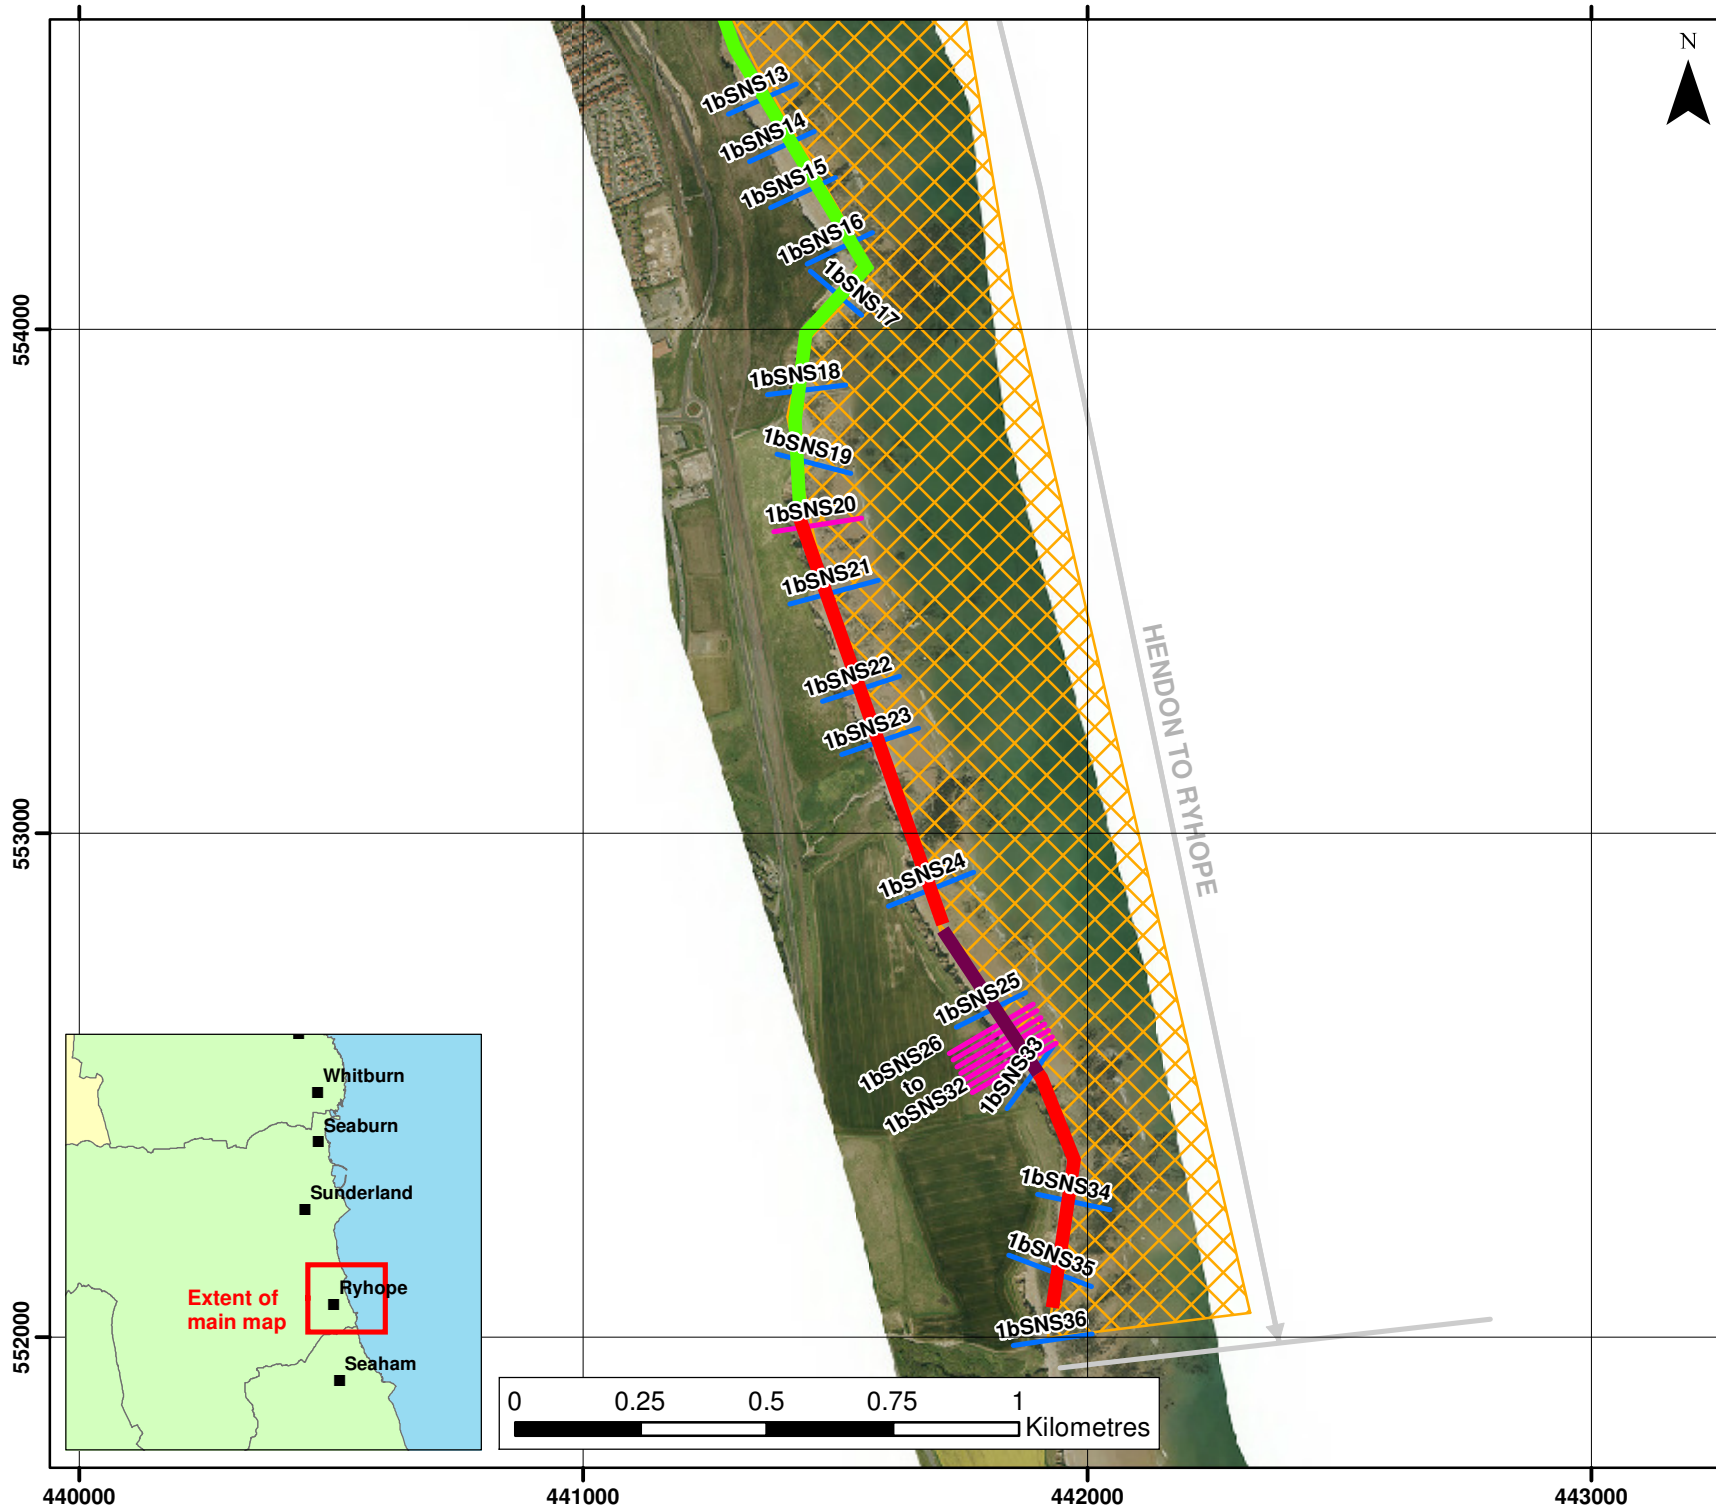 N
1bSNS13
1bSNS14
1bSNS15
1bSNS16
1bSNS17
554000
1bSNS18
1bSNS19
1bSNS20
1bSNS21
HENDON TO RYHOPE
1bSNS22
1bSNS23
553000
1bSNS24
1bSNS25
1bSNS26
to
1bSNS32
1bSNS33
Whitburn
Seaburn
Sunderland
Ryhope
Extent of
main map
Seaham
1bSNS34
1bSNS35
1bSNS36
552000
0 0.25 0.5 0.75 1
Kilometres
440000 441000 442000 443000